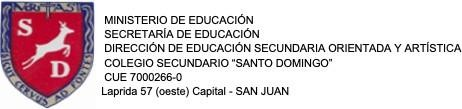 VERITAS
S D
SICUT CERVUS AD FONTES
MINISTERIO DE EDUCACIÓN
SECRETARÍA DE EDUCACIÓN
DIRECCIÓN DE EDUCACIÓN SECUNDARIA ORIENTADA Y ARTÍSTICA
COLEGIO SECUNDARIO “SANTO DOMINGO”
CUE 7000266-0
Laprida 57 (oeste) Capital - SAN JUAN